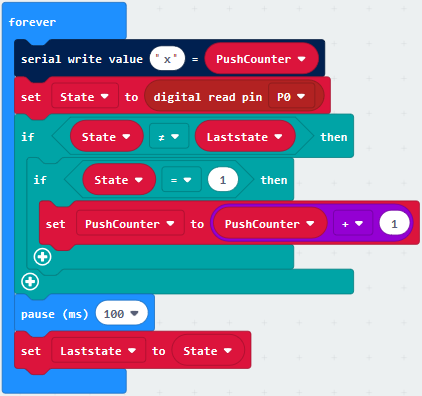 forever
serial write value "x" = PushCounter
set State to digital read pin P0
if State ≠ Laststate then
if State = 1 then
set PushCounter to PushCounter + 1
pause (ms) 100
set Laststate to State